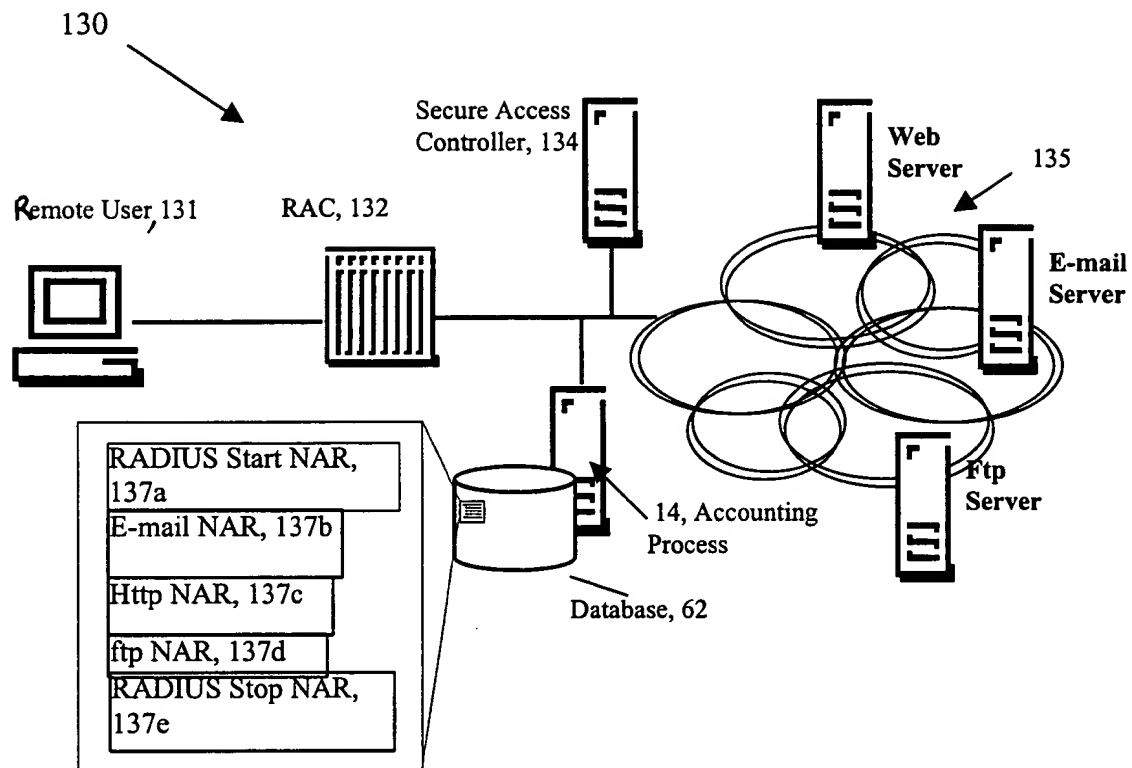 130
Secure Access
Controller, 134
Web
Server
135
Remote User, 131
RAC, 132
E-mail
Server
RADIUS Start NAR,
137a
E-mail NAR, 137b
Http NAR, 137c
ftp NAR, 137d
RADIUS Stop NAR,
137e
14, Accounting
Process
Database, 62
Ftp
Server